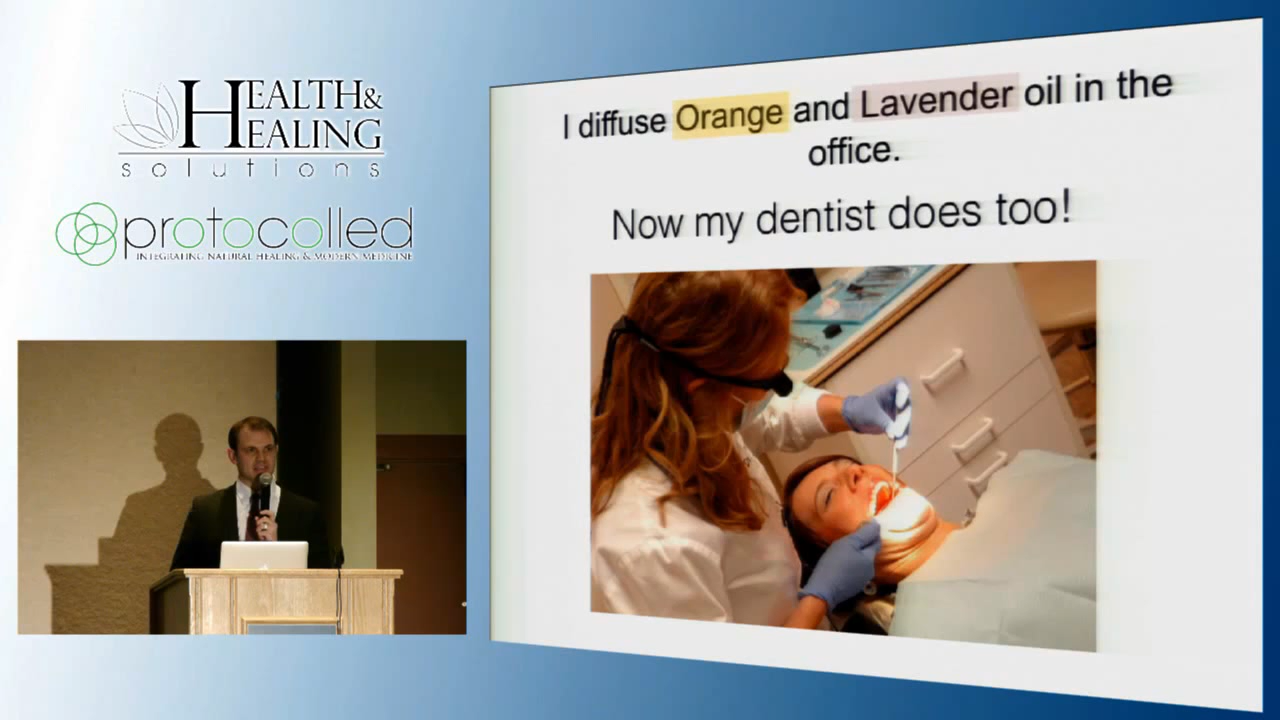 HEALTH&
HEALING
solutions
protocolled
INTEGRATING NATURAL HEALING & MODERN MEDICINE
I diffuse Orange and Lavender oil in the
office.
Now my dentist does too!